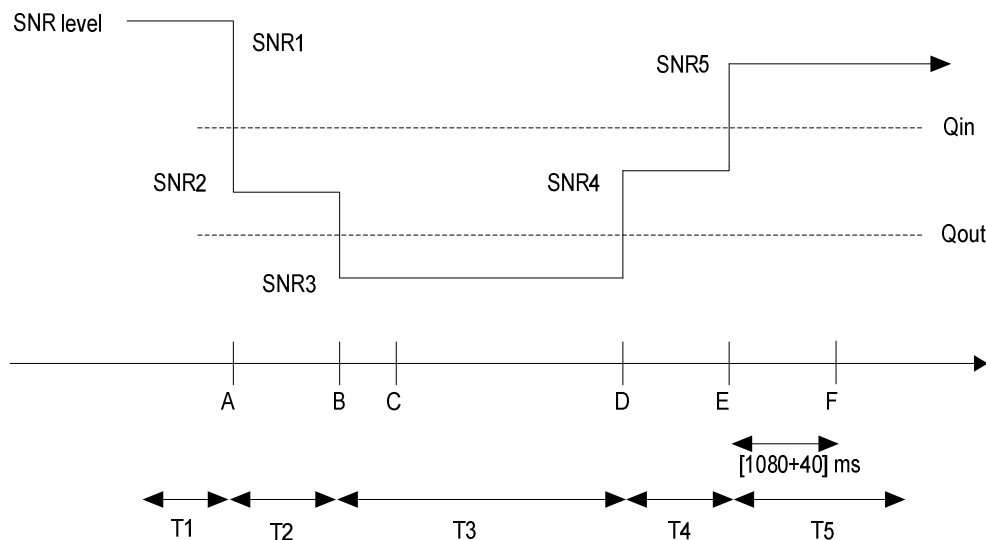 SNR level
SNR1
SNR5
Qin
SNR2
SNR4
Qout
SNR3
A
B
C
D
E
F
[1080+40] ms
T1
T2
T3
T4
T5